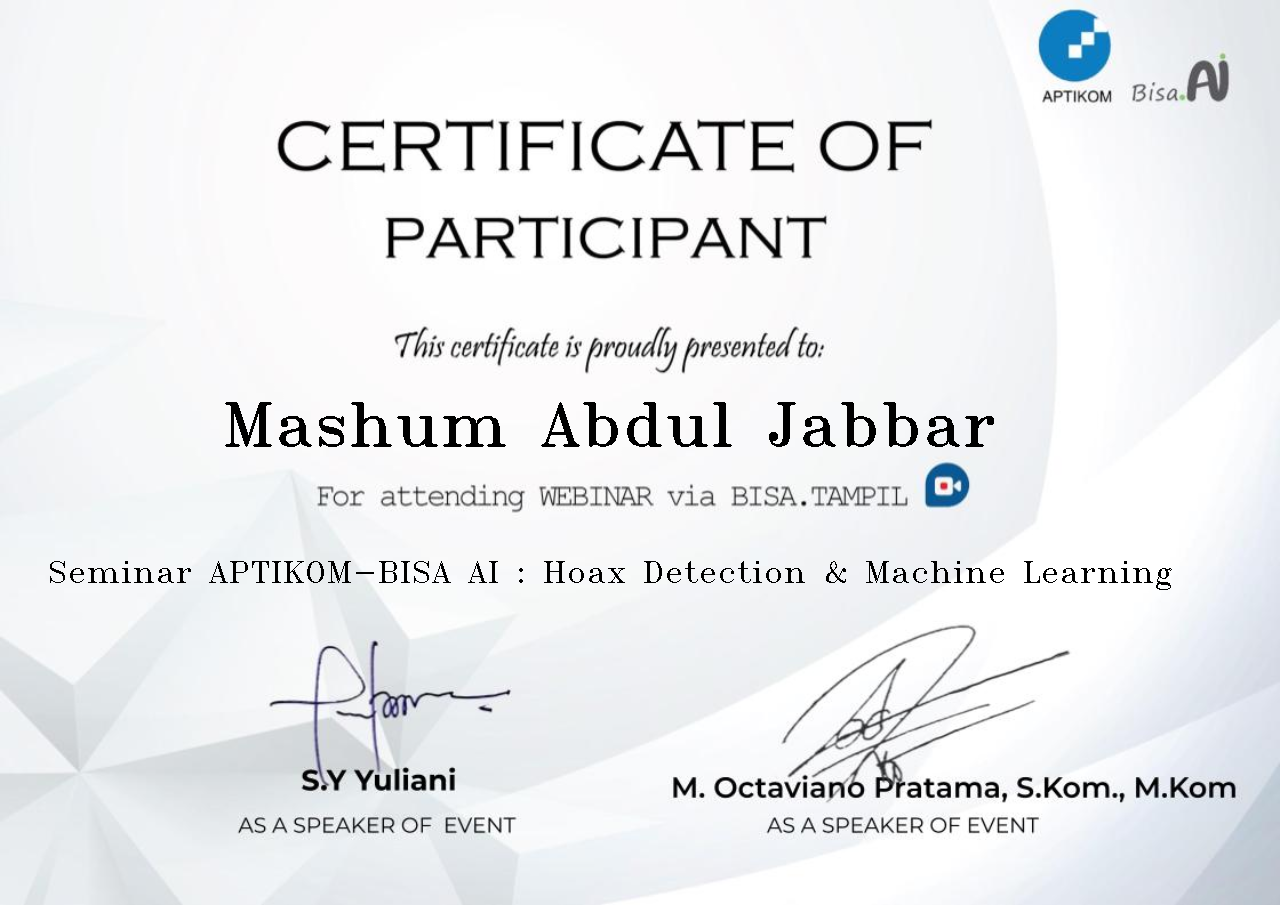 APTIKOM
Bisa.AI
CERTIFICATE OF
PARTICIPANT
This certificate is proudly presented to:
Mashum Abdul Jabbar
For attending WEBINAR via BISA.TAMPIL
Seminar APTIKOM-BISA AI : Hoax Detection & Machine Learning
S.Y Yuliani
M. Octaviano Pratama, S.Kom., M.Kom
AS A SPEAKER OF EVENT
AS A SPEAKER OF EVENT